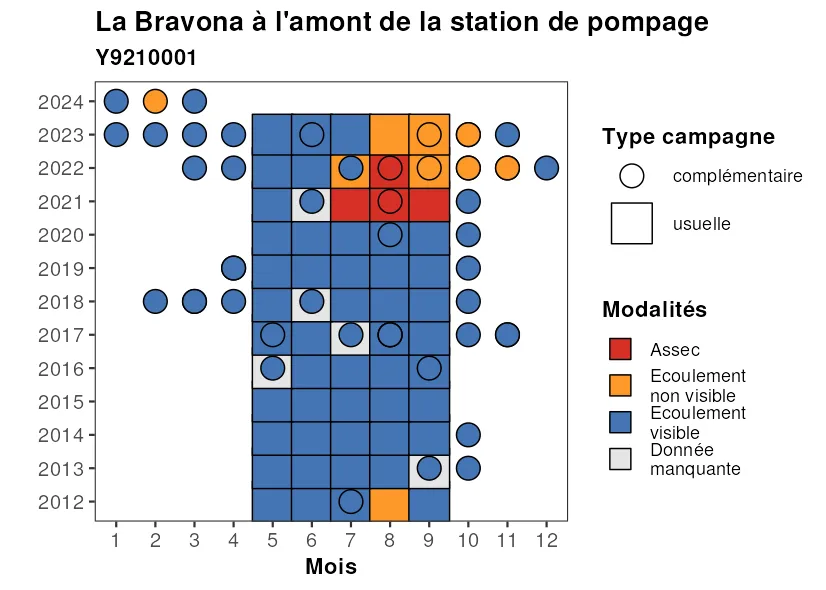 La Bravona à l'amont de la station de pompage
Y9210001
2024
2023
2022
2021
2020
2019
2018
2017
2016
2015
2014
2013
2012
1 2 3 4 5 6 7 8 9 10 11 12
Mois
Type campagne
complémentaire
usuelle
Modalités
Assec
Ecoulement
non visible
Ecoulement
visible
Donnée
manquante